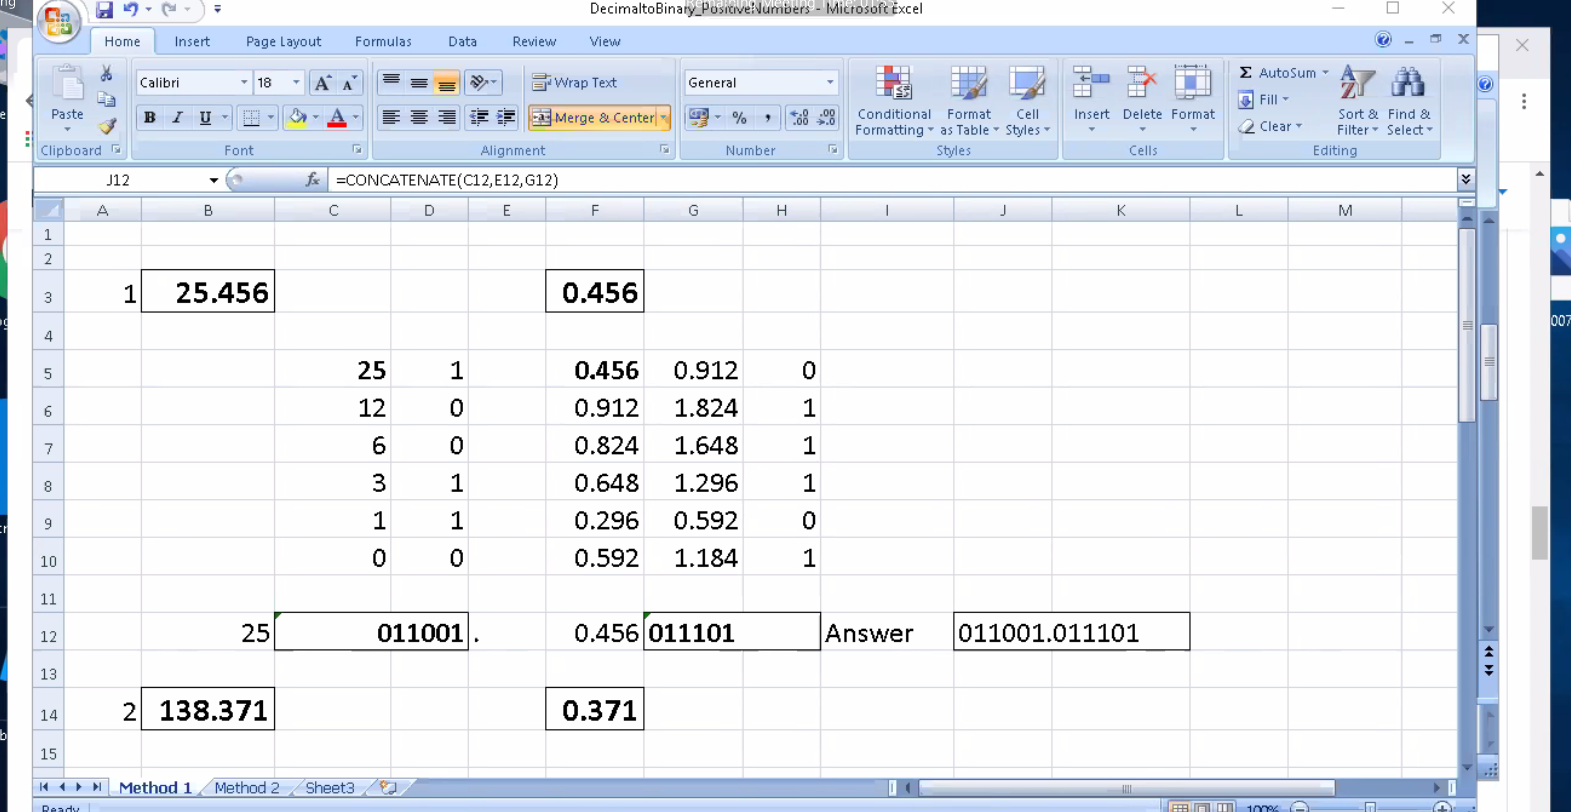 DecimaltoBinary_PositiveNumbers - Microsoft Excel
Home Insert Page Layout Formulas Data Review View
Calibri 18 Wrap Text General Σ AutoSum
Paste B I U Merge & Center % , Conditional Formatting Format as Table Cell Styles Insert Delete Format Fill Clear Sort & Filter Find & Select
Clipboard Font Alignment Number Styles Cells Editing
J12 fx =CONCATENATE(C12,E12,G12)
A B C D E F G H I J K L M
1
2
3 1 25.456 0.456
4
5 25 1 0.456 0.912 0
6 12 0 0.912 1.824 1
7 6 0 0.824 1.648 1
8 3 1 0.648 1.296 1
9 1 1 0.296 0.592 0
10 0 0 0.592 1.184 1
11
12 25 011001 . 0.456 011101 Answer 011001.011101
13
14 2 138.371 0.371
15
Method 1 Method 2 Sheet3
Ready 100%
007